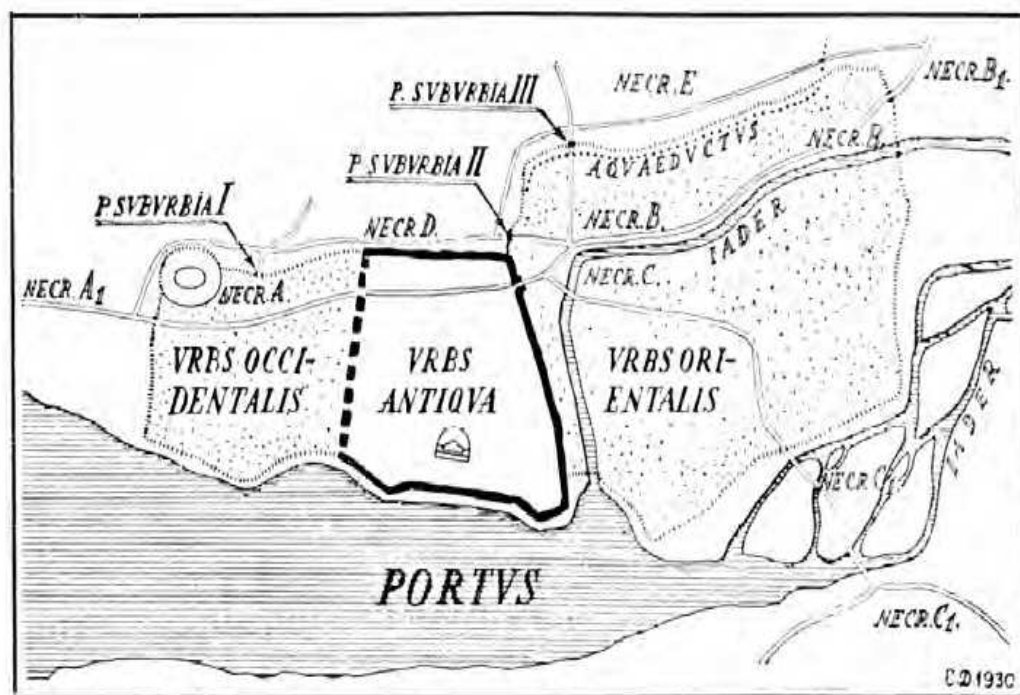 NECR. E
NECR. B1.
P. SVBVRBIA III
NECR. B.
AQVAEDVCTVS
P. SVBVRBIA II
P. SVBVRBIA I
NECR. D.
NECR. B.
IADER
NECR. A1
NECR. A.
NECR. C.
VRBS OCCI-
DENTALIS
VRBS
ANTIQVA
VRBS ORI-
ENTALIS
IADER
NECR. C
PORTVS
NECR. C1.